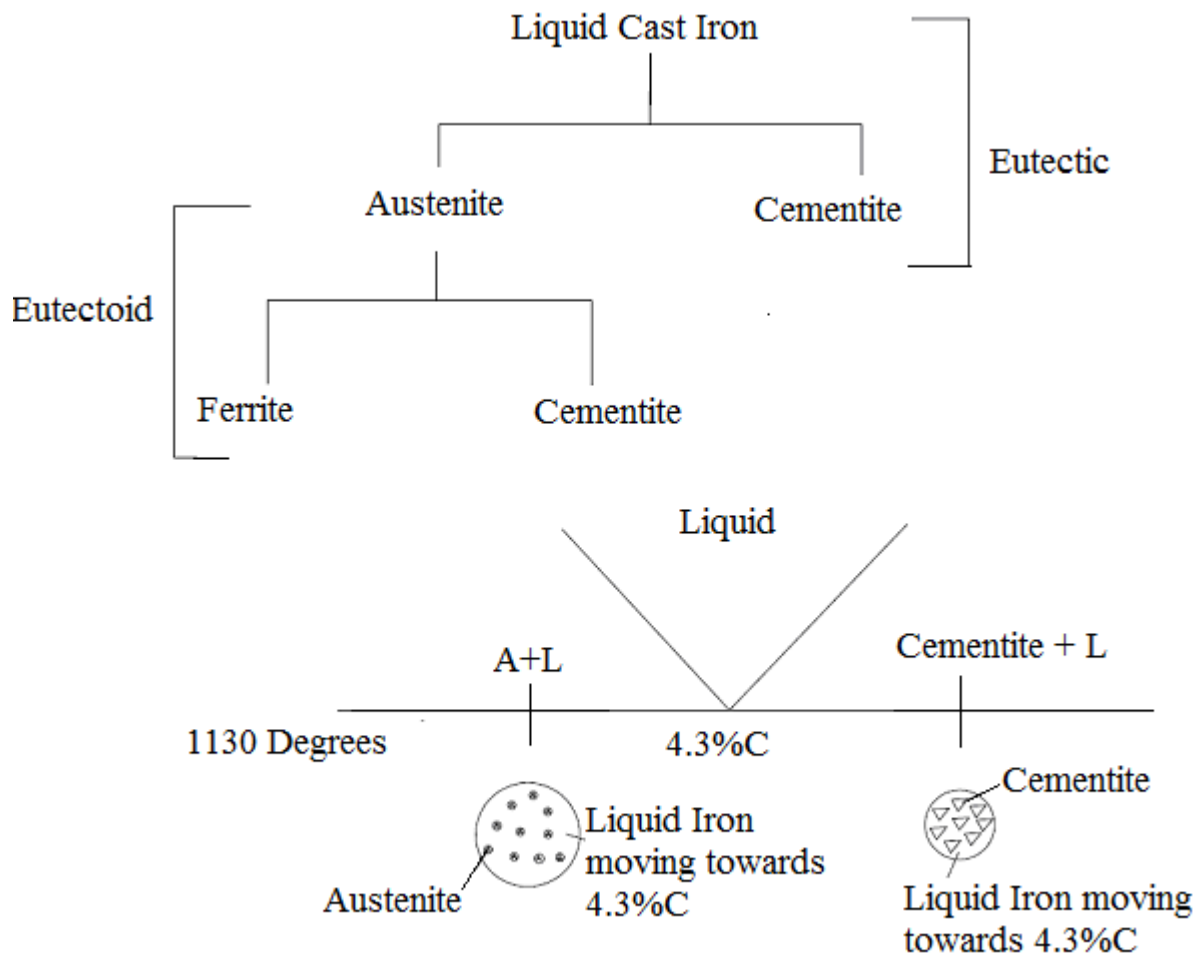 Liquid Cast Iron
Eutectic
Austenite
Cementite
Eutectoid
Ferrite
Cementite
Liquid
A+L
Cementite + L
1130 Degrees
4.3%C
Cementite
Liquid Iron
moving towards
4.3%C
Austenite
Liquid Iron moving
towards 4.3%C